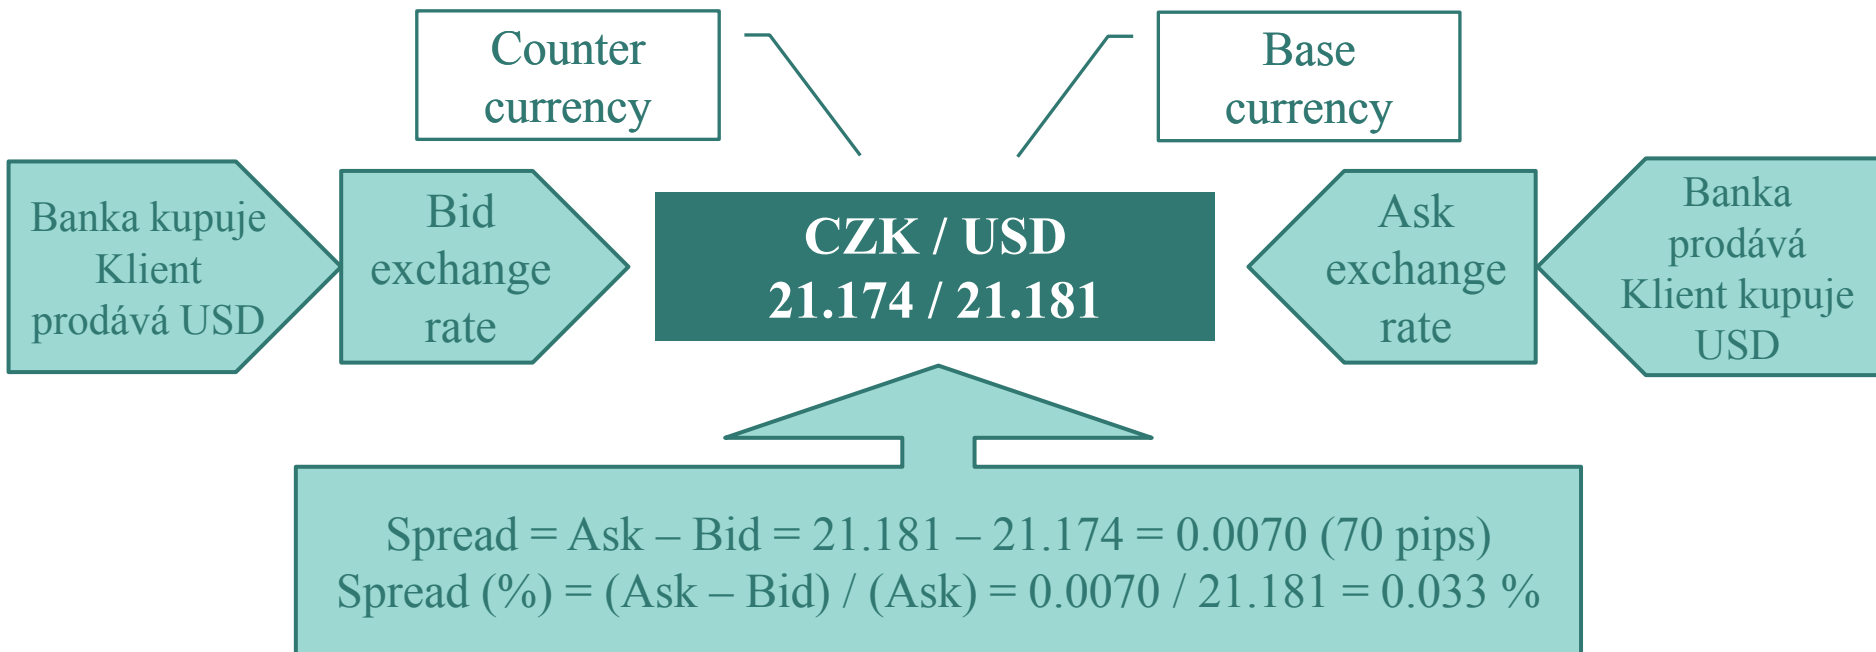 Counter
currency
Base
currency
Banka kupuje
Klient
prodává USD
Bid
exchange
rate
CZK / USD
21.174 / 21.181
Ask
exchange
rate
Banka
prodává
Klient kupuje
USD
Spread = Ask – Bid = 21.181 – 21.174 = 0.0070 (70 pips)
Spread (%) = (Ask – Bid) / (Ask) = 0.0070 / 21.181 = 0.033 %